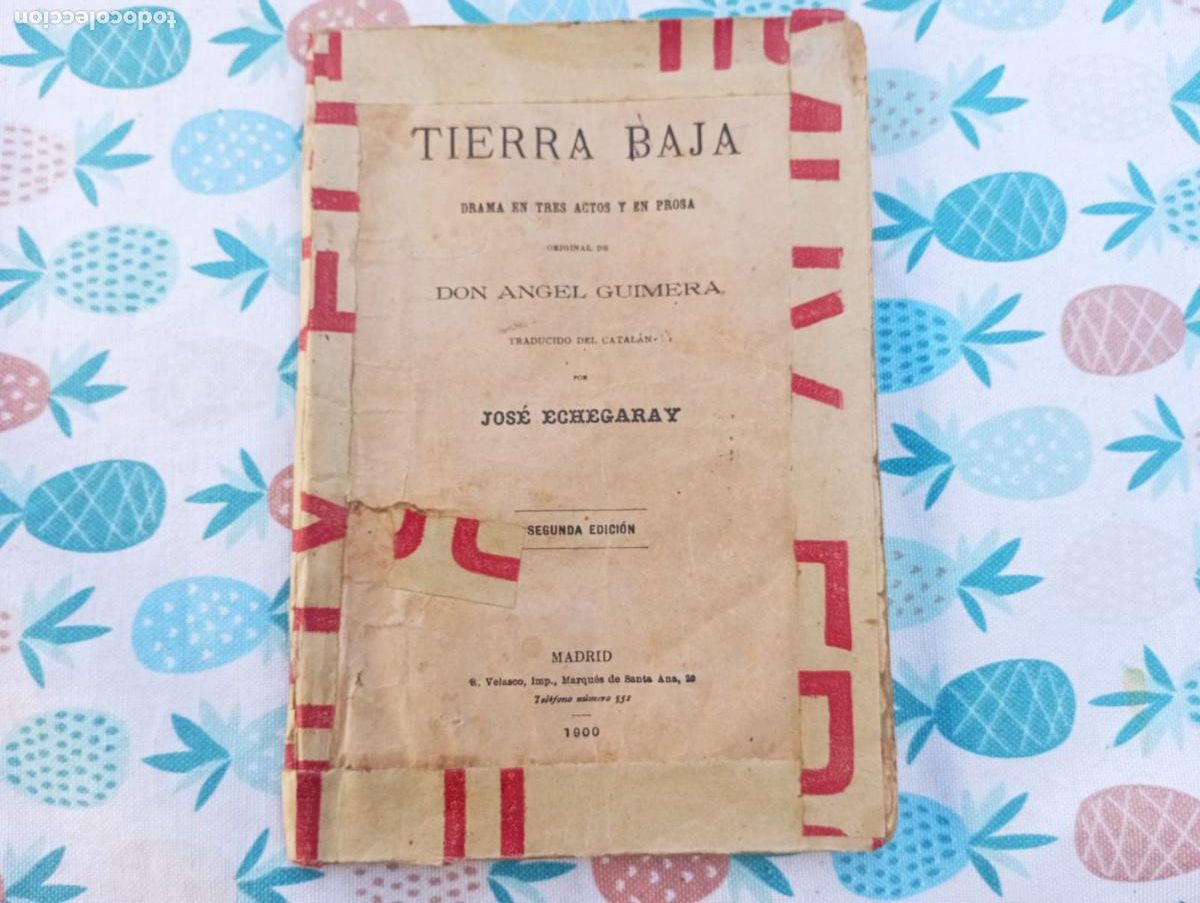 todocoleccion
TIERRA BAJA
DRAMA EN TRES ACTOS Y EN PROSA
ORIGINAL DE
DON ANGEL GUIMERA
TRADUCIDO DEL CATALÁN
POR
JOSÉ ECHEGARAY
SEGUNDA EDICIÓN
MADRID
R. Velasco, imp., Marqués de Santa Ana, 20
Teléfono número 551
1900